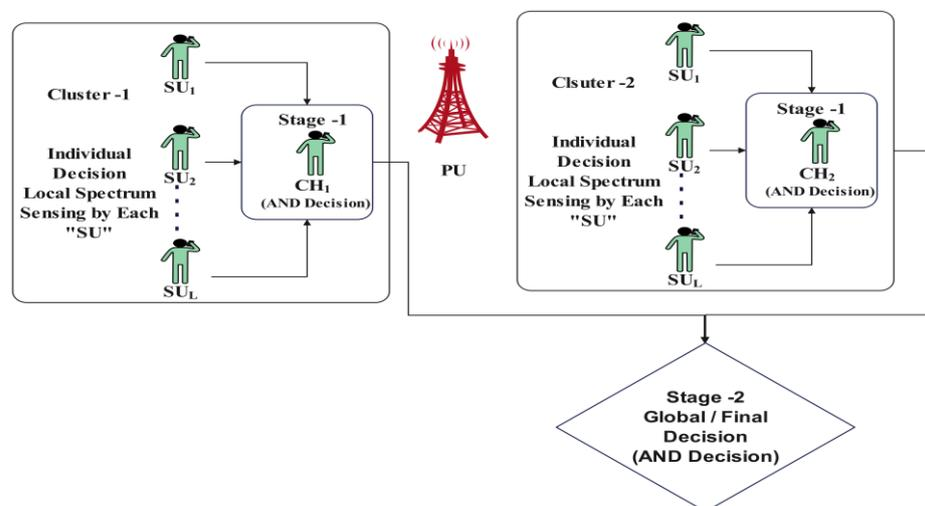 SU₁
Cluster -1
Stage -1
Individual
Decision
Local Spectrum
Sensing by Each
"SU"
SU₂
CH₁
(AND Decision)
SU_L
PU
SU₁
Clsuter -2
Stage -1
Individual
Decision
Local Spectrum
Sensing by Each
"SU"
SU₂
CH₂
(AND Decision)
SU_L
Stage -2
Global / Final
Decision
(AND Decision)